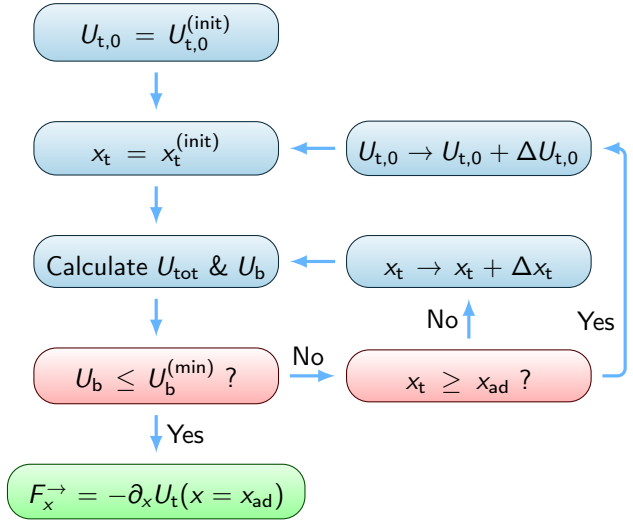 U_{t,0} = U_{t,0}^{(init)}
x_t = x_t^{(init)}
U_{t,0} → U_{t,0} + ΔU_{t,0}
Calculate U_{tot} & U_b
x_t → x_t + Δx_t
No
Yes
U_b ≤ U_b^{(min)} ?
No
x_t ≥ x_{ad} ?
Yes
F_x^→ = −∂_x U_t(x = x_{ad})